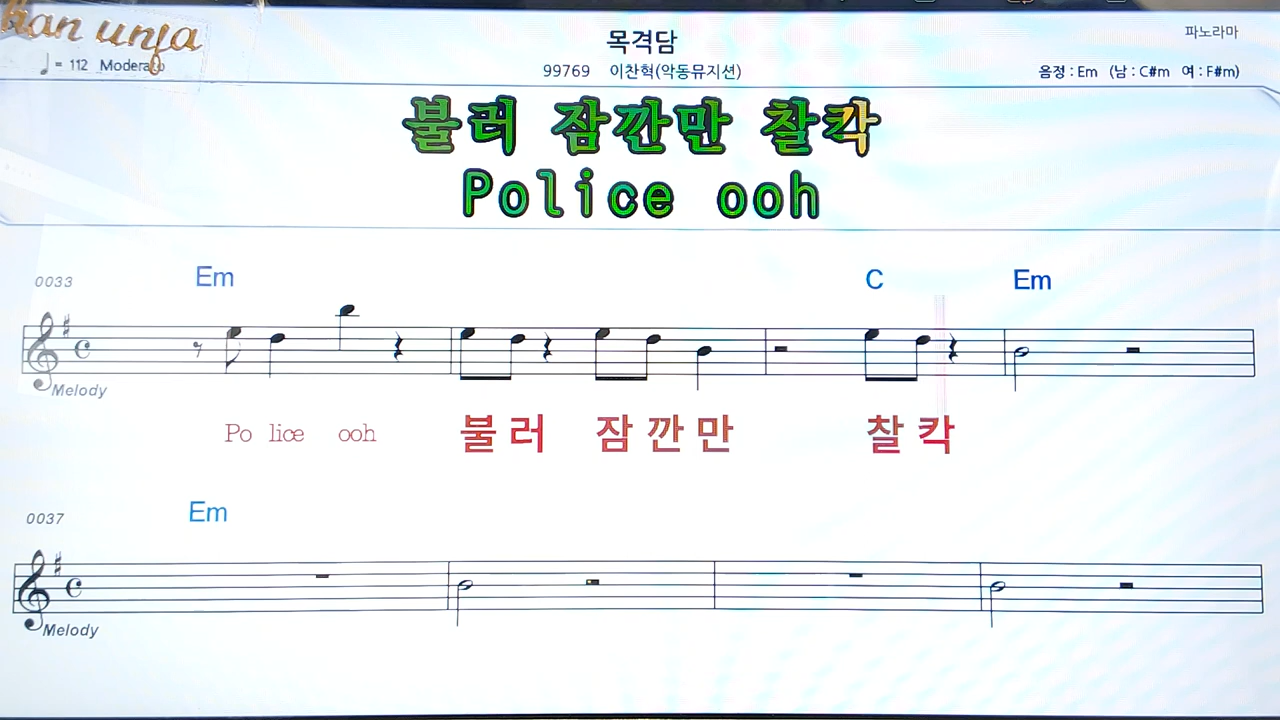 목격담
파노라마
♩= 112 Moderato
99769 이찬혁(악동뮤지션)
음정 : Em (남 : C#m 여 : F#m)
불러 잠깐만 찰칵
Police ooh
0033 Em C Em
Melody
Po lice ooh 불 러 잠 깐 만 찰 칵
0037 Em
Melody